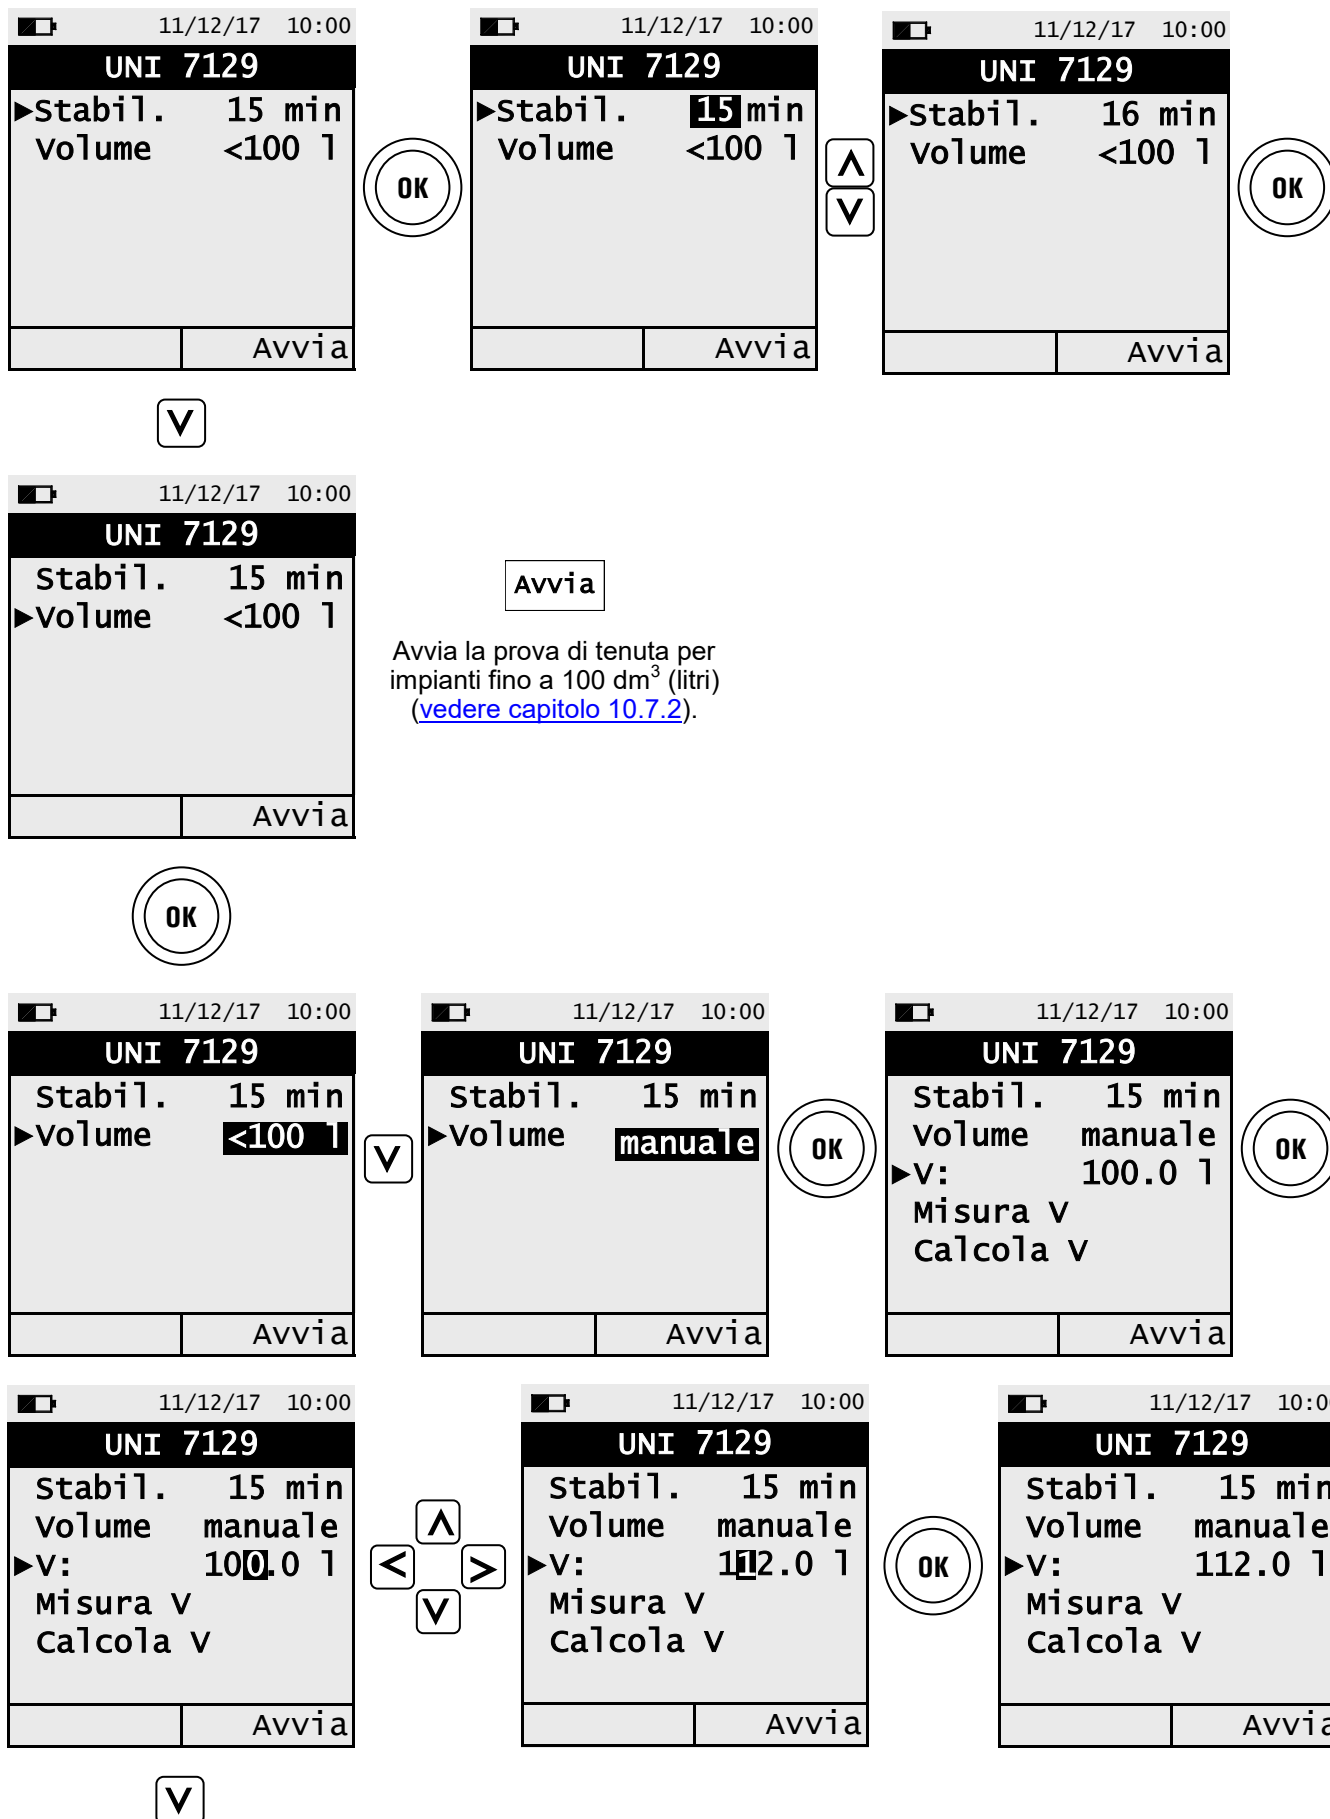 11/12/17 10:00
UNI 7129
►Stabil. 15 min
Volume <100 l
Avvia
OK
11/12/17 10:00
UNI 7129
►Stabil. 15 min
Volume <100 l
Avvia
11/12/17 10:00
UNI 7129
►Stabil. 16 min
Volume <100 l
Avvia
OK
11/12/17 10:00
UNI 7129
Stabil. 15 min
►Volume <100 l
Avvia
Avvia
Avvia la prova di tenuta per
impianti fino a 100 dm³ (litri)
(vedere capitolo 10.7.2).
OK
11/12/17 10:00
UNI 7129
Stabil. 15 min
►Volume <100 l
Avvia
11/12/17 10:00
UNI 7129
Stabil. 15 min
►Volume manuale
Avvia
OK
11/12/17 10:00
UNI 7129
Stabil. 15 min
Volume manuale
►V: 100.0 l
Misura V
Calcola V
Avvia
OK
11/12/17 10:00
UNI 7129
Stabil. 15 min
Volume manuale
►V: 100.0 l
Misura V
Calcola V
Avvia
11/12/17 10:00
UNI 7129
Stabil. 15 min
Volume manuale
►V: 112.0 l
Misura V
Calcola V
Avvia
OK
11/12/17 10:0
UNI 7129
Stabil. 15 min
Volume manuale
►V: 112.0 l
Misura V
Calcola V
Avvia